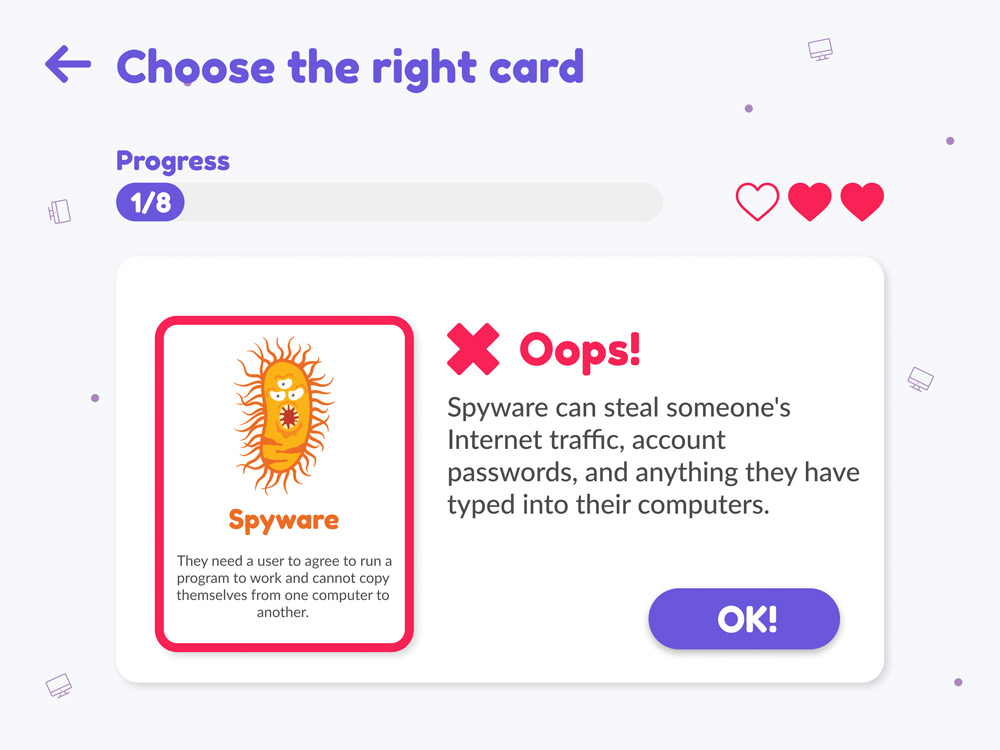 Choose the right card
Progress
1/8
Oops!
Spyware can steal someone's
Internet traffic, account
passwords, and anything they have
typed into their computers.
Spyware
They need a user to agree to run a
program to work and cannot copy
themselves from one computer to
another.
OK!